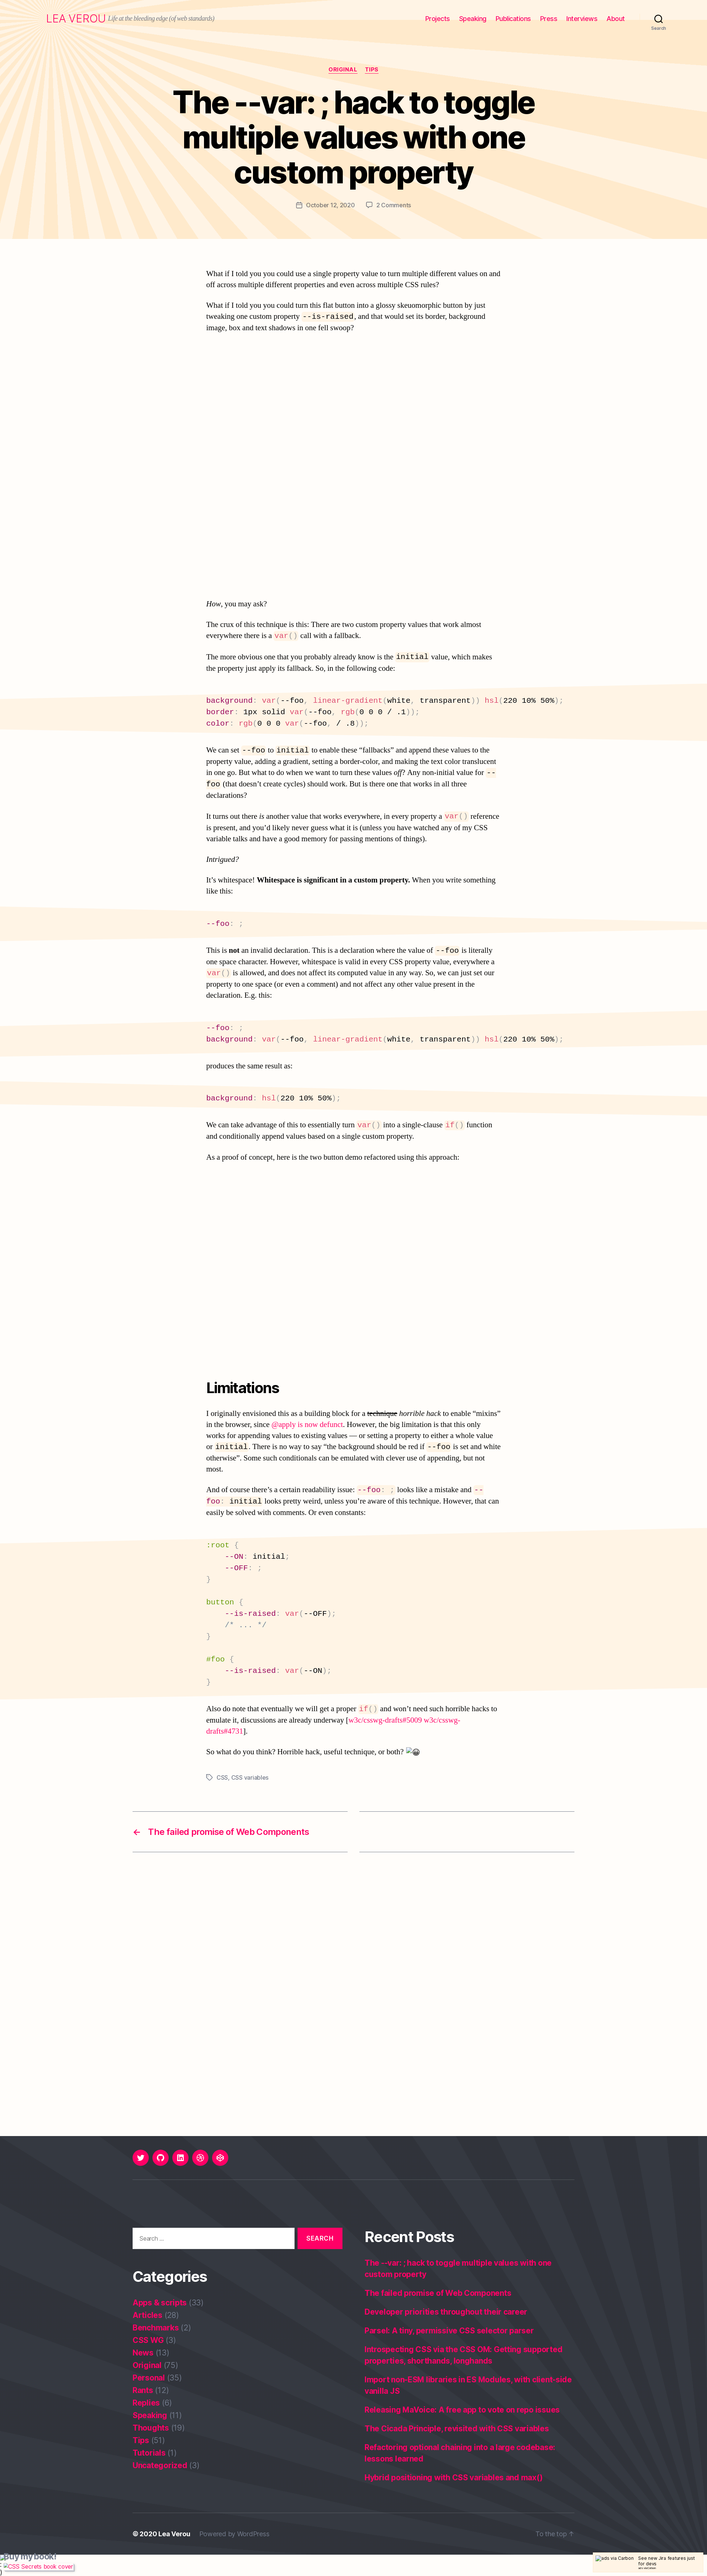 LEA VEROU Life at the bleeding edge (of web standards)
Projects Speaking Publications Press Interviews About
Search
ORIGINAL TIPS
The --var: ; hack to toggle
multiple values with one
custom property
October 12, 2020 2 Comments
What if I told you you could use a single property value to turn multiple different values on and
off across multiple different properties and even across multiple CSS rules?
What if I told you you could turn this flat button into a glossy skeuomorphic button by just
tweaking one custom property --is-raised, and that would set its border, background
image, box and text shadows in one fell swoop?
How, you may ask?
The crux of this technique is this: There are two custom property values that work almost
everywhere there is a var() call with a fallback.
The more obvious one that you probably already know is the initial value, which makes
the property just apply its fallback. So, in the following code:
background: var(--foo, linear-gradient(white, transparent)) hsl(220 10% 50%);
border: 1px solid var(--foo, rgb(0 0 0 / .1));
color: rgb(0 0 0 var(--foo, / .8));
We can set --foo to initial to enable these “fallbacks” and append these values to the
property value, adding a gradient, setting a border-color, and making the text color translucent
in one go. But what to do when we want to turn these values off? Any non-initial value for --
foo (that doesn’t create cycles) should work. But is there one that works in all three
declarations?
It turns out there is another value that works everywhere, in every property a var() reference
is present, and you’d likely never guess what it is (unless you have watched any of my CSS
variable talks and have a good memory for passing mentions of things).
Intrigued?
It’s whitespace! Whitespace is significant in a custom property. When you write something
like this:
--foo: ;
This is not an invalid declaration. This is a declaration where the value of --foo is literally
one space character. However, whitespace is valid in every CSS property value, everywhere a
var() is allowed, and does not affect its computed value in any way. So, we can just set our
property to one space (or even a comment) and not affect any other value present in the
declaration. E.g. this:
--foo: ;
background: var(--foo, linear-gradient(white, transparent)) hsl(220 10% 50%);
produces the same result as:
background: hsl(220 10% 50%);
We can take advantage of this to essentially turn var() into a single-clause if() function
and conditionally append values based on a single custom property.
As a proof of concept, here is the two button demo refactored using this approach:
Limitations
I originally envisioned this as a building block for a technique horrible hack to enable “mixins”
in the browser, since @apply is now defunct. However, the big limitation is that this only
works for appending values to existing values — or setting a property to either a whole value
or initial. There is no way to say “the background should be red if --foo is set and white
otherwise”. Some such conditionals can be emulated with clever use of appending, but not
most.
And of course there’s a certain readability issue: --foo: ; looks like a mistake and --
foo: initial looks pretty weird, unless you’re aware of this technique. However, that can
easily be solved with comments. Or even constants:
:root {
--ON: initial;
--OFF: ;
}
button {
--is-raised: var(--OFF);
/* ... */
}
#foo {
--is-raised: var(--ON);
}
Also do note that eventually we will get a proper if() and won’t need such horrible hacks to
emulate it, discussions are already underway [w3c/csswg-drafts#5009 w3c/csswg-
drafts#4731].
So what do you think? Horrible hack, useful technique, or both? 😀
CSS, CSS variables
← The failed promise of Web Components
Search …
SEARCH
Categories
Apps & scripts (33)
Articles (28)
Benchmarks (2)
CSS WG (3)
News (13)
Original (75)
Personal (35)
Rants (12)
Replies (6)
Speaking (11)
Thoughts (19)
Tips (51)
Tutorials (1)
Uncategorized (3)
Recent Posts
The --var: ; hack to toggle multiple values with one
custom property
The failed promise of Web Components
Developer priorities throughout their career
Parsel: A tiny, permissive CSS selector parser
Introspecting CSS via the CSS OM: Getting supported
properties, shorthands, longhands
Import non-ESM libraries in ES Modules, with client-side
vanilla JS
Releasing MaVoice: A free app to vote on repo issues
The Cicada Principle, revisited with CSS variables
Refactoring optional chaining into a large codebase:
lessons learned
Hybrid positioning with CSS variables and max()
© 2020 Lea Verou Powered by WordPress
To the top ↑
Buy my book!
CSS Secrets book cover
ads via Carbon
See new Jira features just
for devs